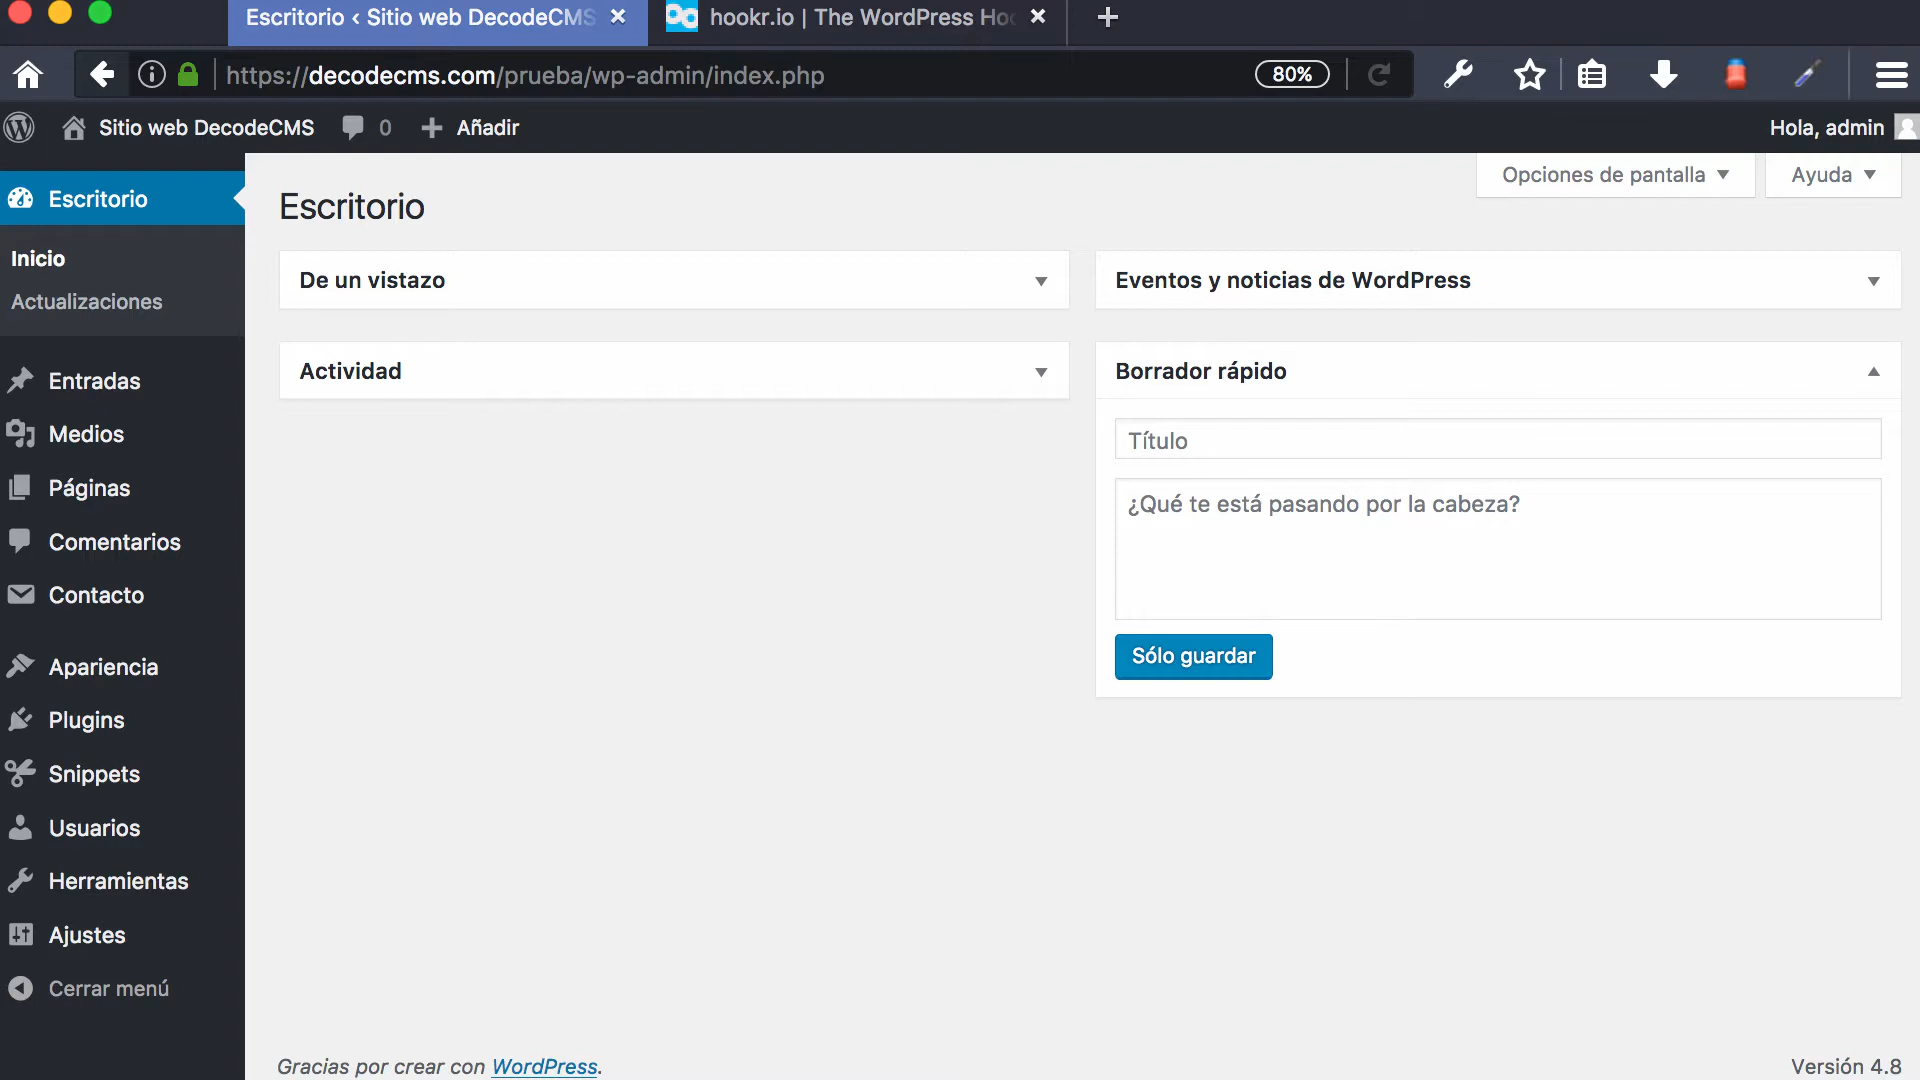 Escritorio ‹ Sitio web DecodeCMS
hookr.io | The WordPress Hoo
https://decodecms.com/prueba/wp-admin/index.php
80%
Sitio web DecodeCMS
0
Añadir
Hola, admin
Opciones de pantalla
Ayuda
Escritorio
Inicio
Actualizaciones
Entradas
Medios
Páginas
Comentarios
Contacto
Apariencia
Plugins
Snippets
Usuarios
Herramientas
Ajustes
Cerrar menú
Escritorio
De un vistazo
Actividad
Eventos y noticias de WordPress
Borrador rápido
Título
¿Qué te está pasando por la cabeza?
Sólo guardar
Gracias por crear con WordPress.
Versión 4.8